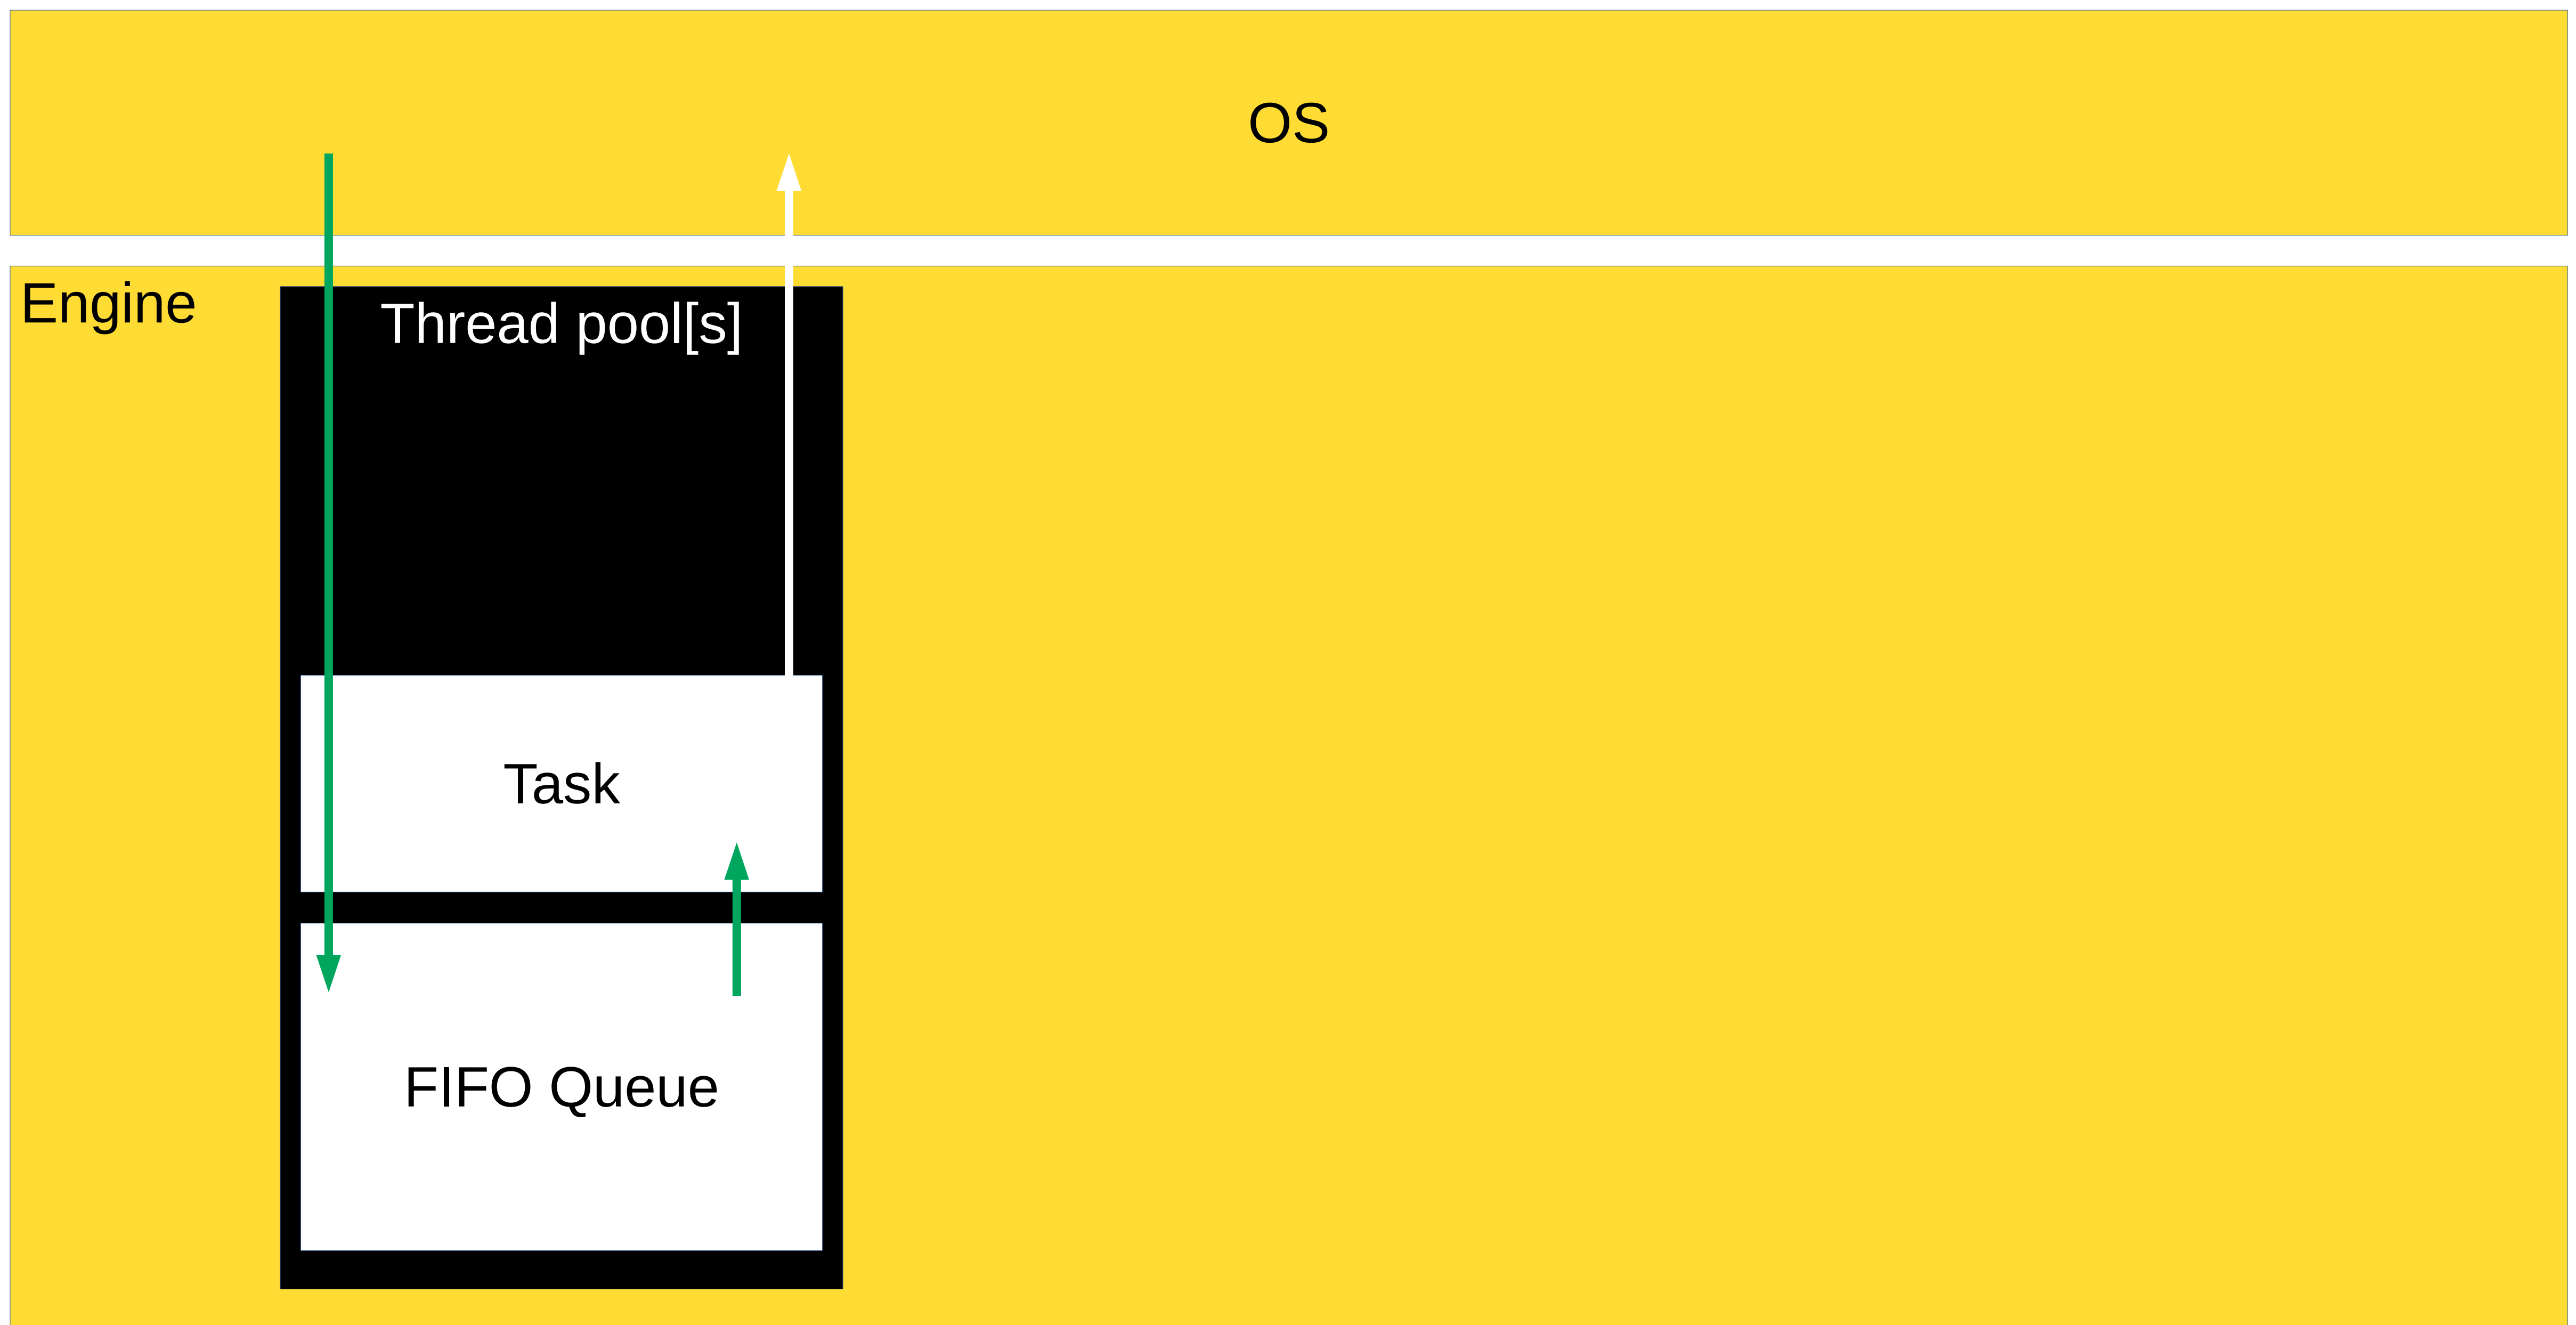 OS
Engine
Thread pool[s]
Task
FIFO Queue